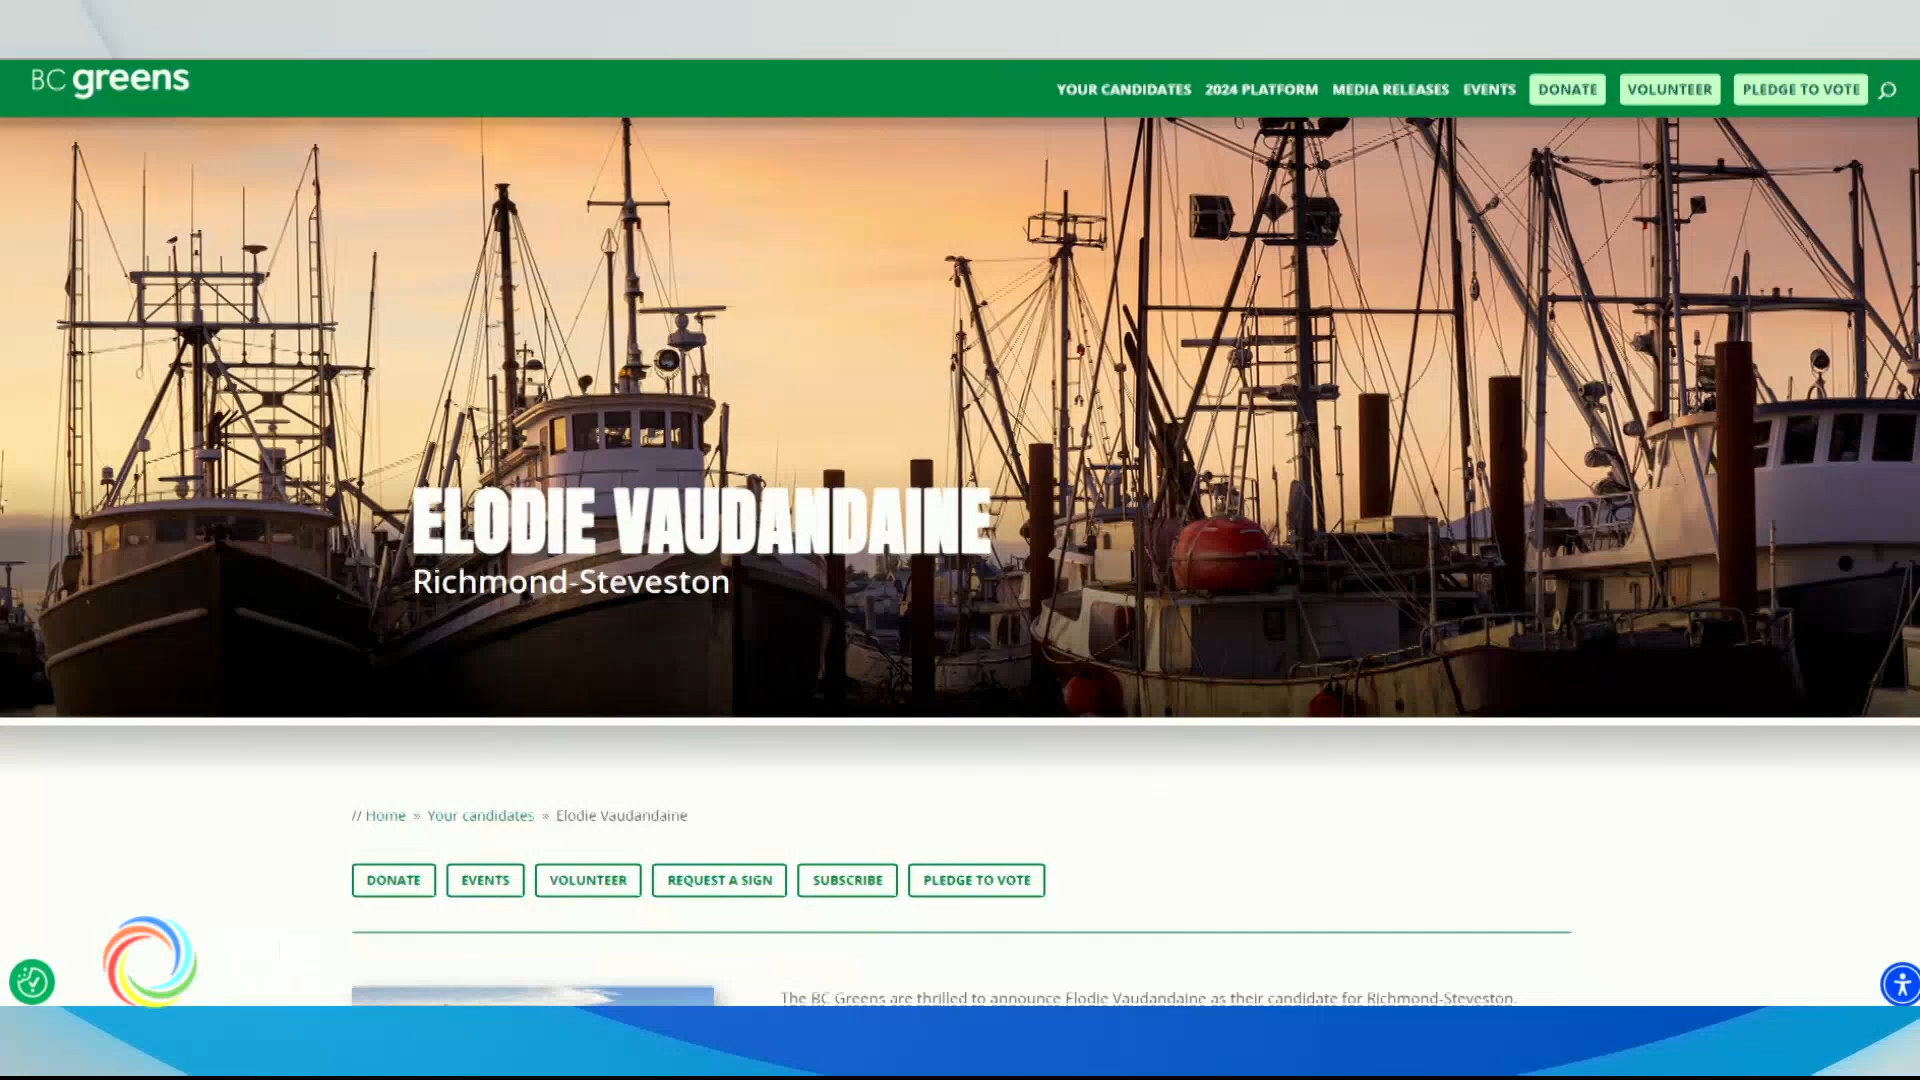 BC greens
YOUR CANDIDATES 2024 PLATFORM MEDIA RELEASES EVENTS DONATE VOLUNTEER PLEDGE TO VOTE
ELODIE VAUDANDAINE
Richmond-Steveston
// Home » Your candidates » Elodie Vaudandaine
DONATE EVENTS VOLUNTEER REQUEST A SIGN SUBSCRIBE PLEDGE TO VOTE
The BC Greens are thrilled to announce Elodie Vaudandaine as their candidate for Richmond-Steveston.